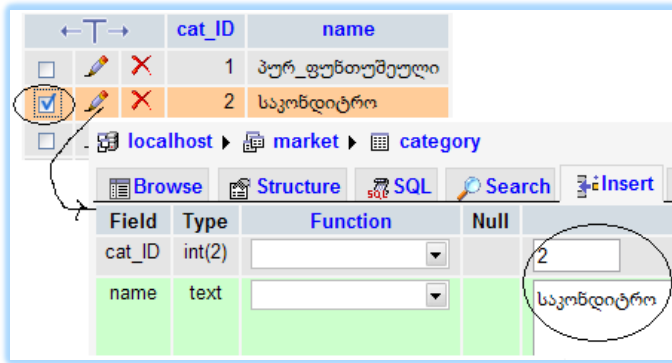 ←T→ cat_ID name
1 პურ_ფუნთუშეული
2 საკონდიტრო
localhost ▸ market ▸ category
Browse Structure SQL Search Insert
Field Type Function Null
cat_ID int(2) 2
name text საკონდიტრო